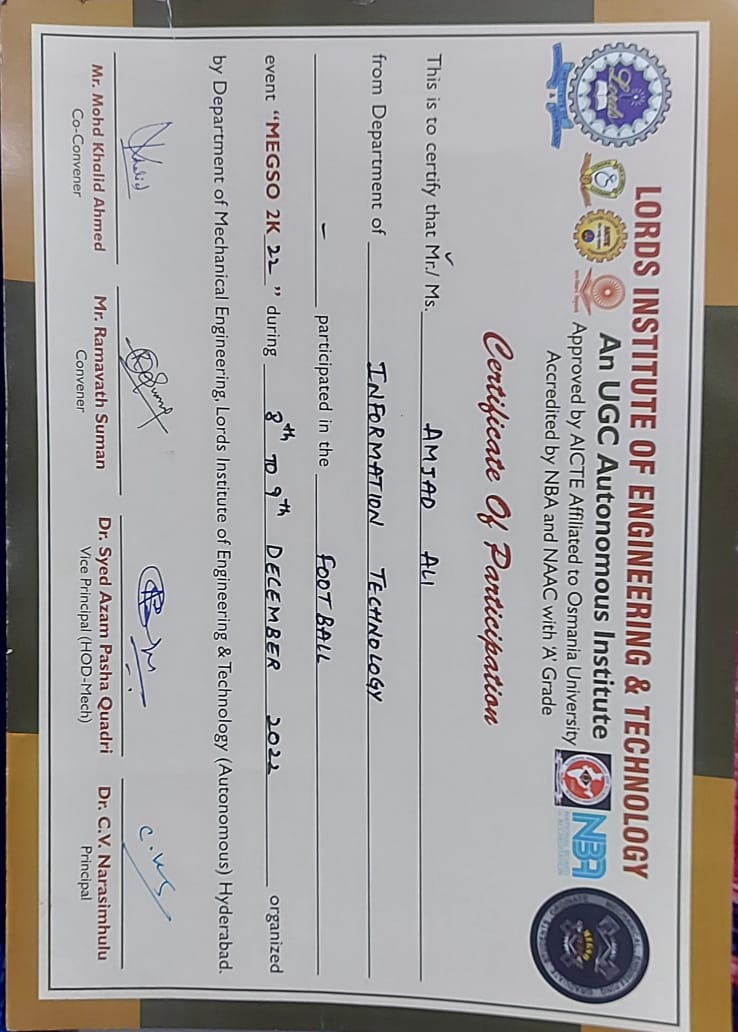 LORDS INSTITUTE OF ENGINEERING & TECHNOLOGY
An UGC Autonomous Institute
Approved by AICTE Affiliated to Osmania University
Accredited by NBA and NAAC with 'A' Grade
Lords
NBA
Certificate Of Participation
This is to certify that Mr./ Ms. AMJAD ALI
from Department of INFORMATION TECHNOLOGY
- participated in the FOOTBALL
event "MEGSO 2K 22" during 8th TO 9th DECEMBER 2022 organized
by Department of Mechanical Engineering, Lords Institute of Engineering & Technology (Autonomous) Hyderabad.
Khalid
C.V.S
Mr. Mohd Khalid Ahmed Mr. Ramavath Suman Dr. Syed Azam Pasha Quadri Dr. C.V. Narasimhulu
Co-Convener Convener Vice Principal (HOD-Mech) Principal